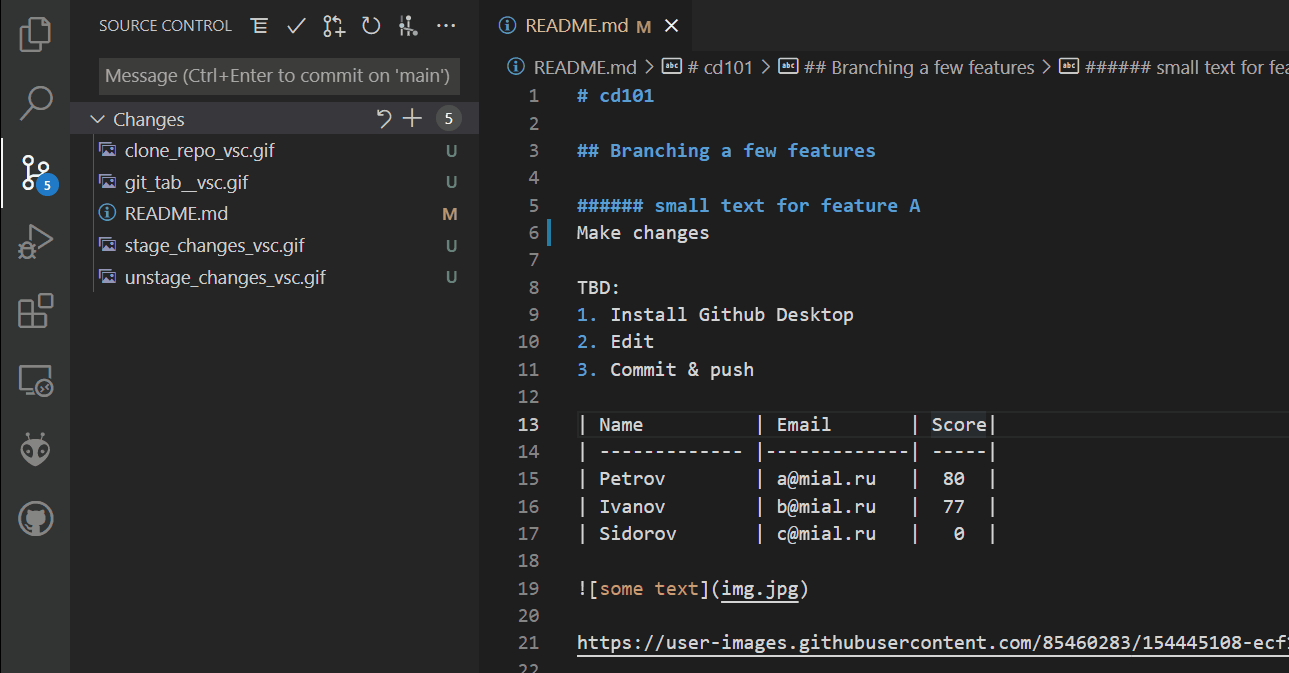 SOURCE CONTROL
Message (Ctrl+Enter to commit on 'main')
Changes 5
clone_repo_vsc.gif U
git_tab__vsc.gif U
README.md M
stage_changes_vsc.gif U
unstage_changes_vsc.gif U
5
README.md M
README.md > # cd101 > ## Branching a few features > ###### small text for fea
1 # cd101
2
3 ## Branching a few features
4
5 ###### small text for feature A
6 Make changes
7
8 TBD:
9 1. Install Github Desktop
10 2. Edit
11 3. Commit & push
12
13 | Name          | Email       | Score|
14 | ------------- |-------------| -----|
15 | Petrov        | a@mial.ru   |  80  |
16 | Ivanov        | b@mial.ru   |  77  |
17 | Sidorov       | c@mial.ru   |   0  |
18
19 ![some text](img.jpg)
20
21 https://user-images.githubusercontent.com/85460283/154445108-ecf
22